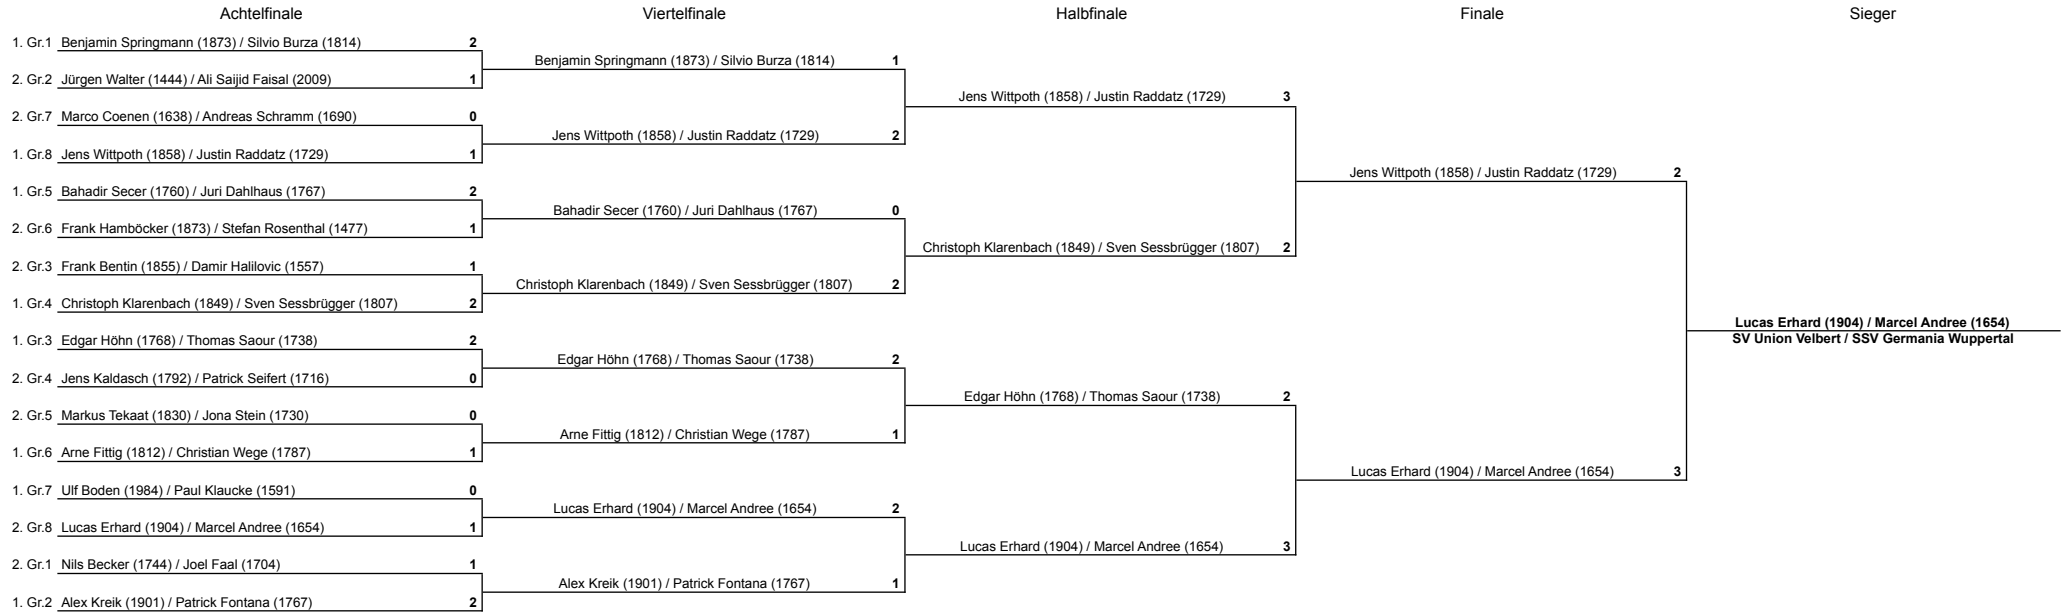 Achtelfinale Viertelfinale Halbfinale Finale Sieger
1. Gr.1 Benjamin Springmann (1873) / Silvio Burza (1814) 2
Benjamin Springmann (1873) / Silvio Burza (1814) 1
2. Gr.2 Jürgen Walter (1444) / Ali Saijid Faisal (2009) 1
Jens Wittpoth (1858) / Justin Raddatz (1729) 3
2. Gr.7 Marco Coenen (1638) / Andreas Schramm (1690) 0
Jens Wittpoth (1858) / Justin Raddatz (1729) 2
1. Gr.8 Jens Wittpoth (1858) / Justin Raddatz (1729) 1
Jens Wittpoth (1858) / Justin Raddatz (1729) 2
1. Gr.5 Bahadir Secer (1760) / Juri Dahlhaus (1767) 2
Bahadir Secer (1760) / Juri Dahlhaus (1767) 0
2. Gr.6 Frank Hamböcker (1873) / Stefan Rosenthal (1477) 1
Christoph Klarenbach (1849) / Sven Sessbrügger (1807) 2
2. Gr.3 Frank Bentin (1855) / Damir Halilovic (1557) 1
Christoph Klarenbach (1849) / Sven Sessbrügger (1807) 2
1. Gr.4 Christoph Klarenbach (1849) / Sven Sessbrügger (1807) 2
Lucas Erhard (1904) / Marcel Andree (1654)
SV Union Velbert / SSV Germania Wuppertal
1. Gr.3 Edgar Höhn (1768) / Thomas Saour (1738) 2
Edgar Höhn (1768) / Thomas Saour (1738) 2
2. Gr.4 Jens Kaldasch (1792) / Patrick Seifert (1716) 0
Edgar Höhn (1768) / Thomas Saour (1738) 2
2. Gr.5 Markus Tekaat (1830) / Jona Stein (1730) 0
Arne Fittig (1812) / Christian Wege (1787) 1
1. Gr.6 Arne Fittig (1812) / Christian Wege (1787) 1
Lucas Erhard (1904) / Marcel Andree (1654) 3
1. Gr.7 Ulf Boden (1984) / Paul Klaucke (1591) 0
Lucas Erhard (1904) / Marcel Andree (1654) 2
2. Gr.8 Lucas Erhard (1904) / Marcel Andree (1654) 1
Lucas Erhard (1904) / Marcel Andree (1654) 3
2. Gr.1 Nils Becker (1744) / Joel Faal (1704) 1
Alex Kreik (1901) / Patrick Fontana (1767) 1
1. Gr.2 Alex Kreik (1901) / Patrick Fontana (1767) 2